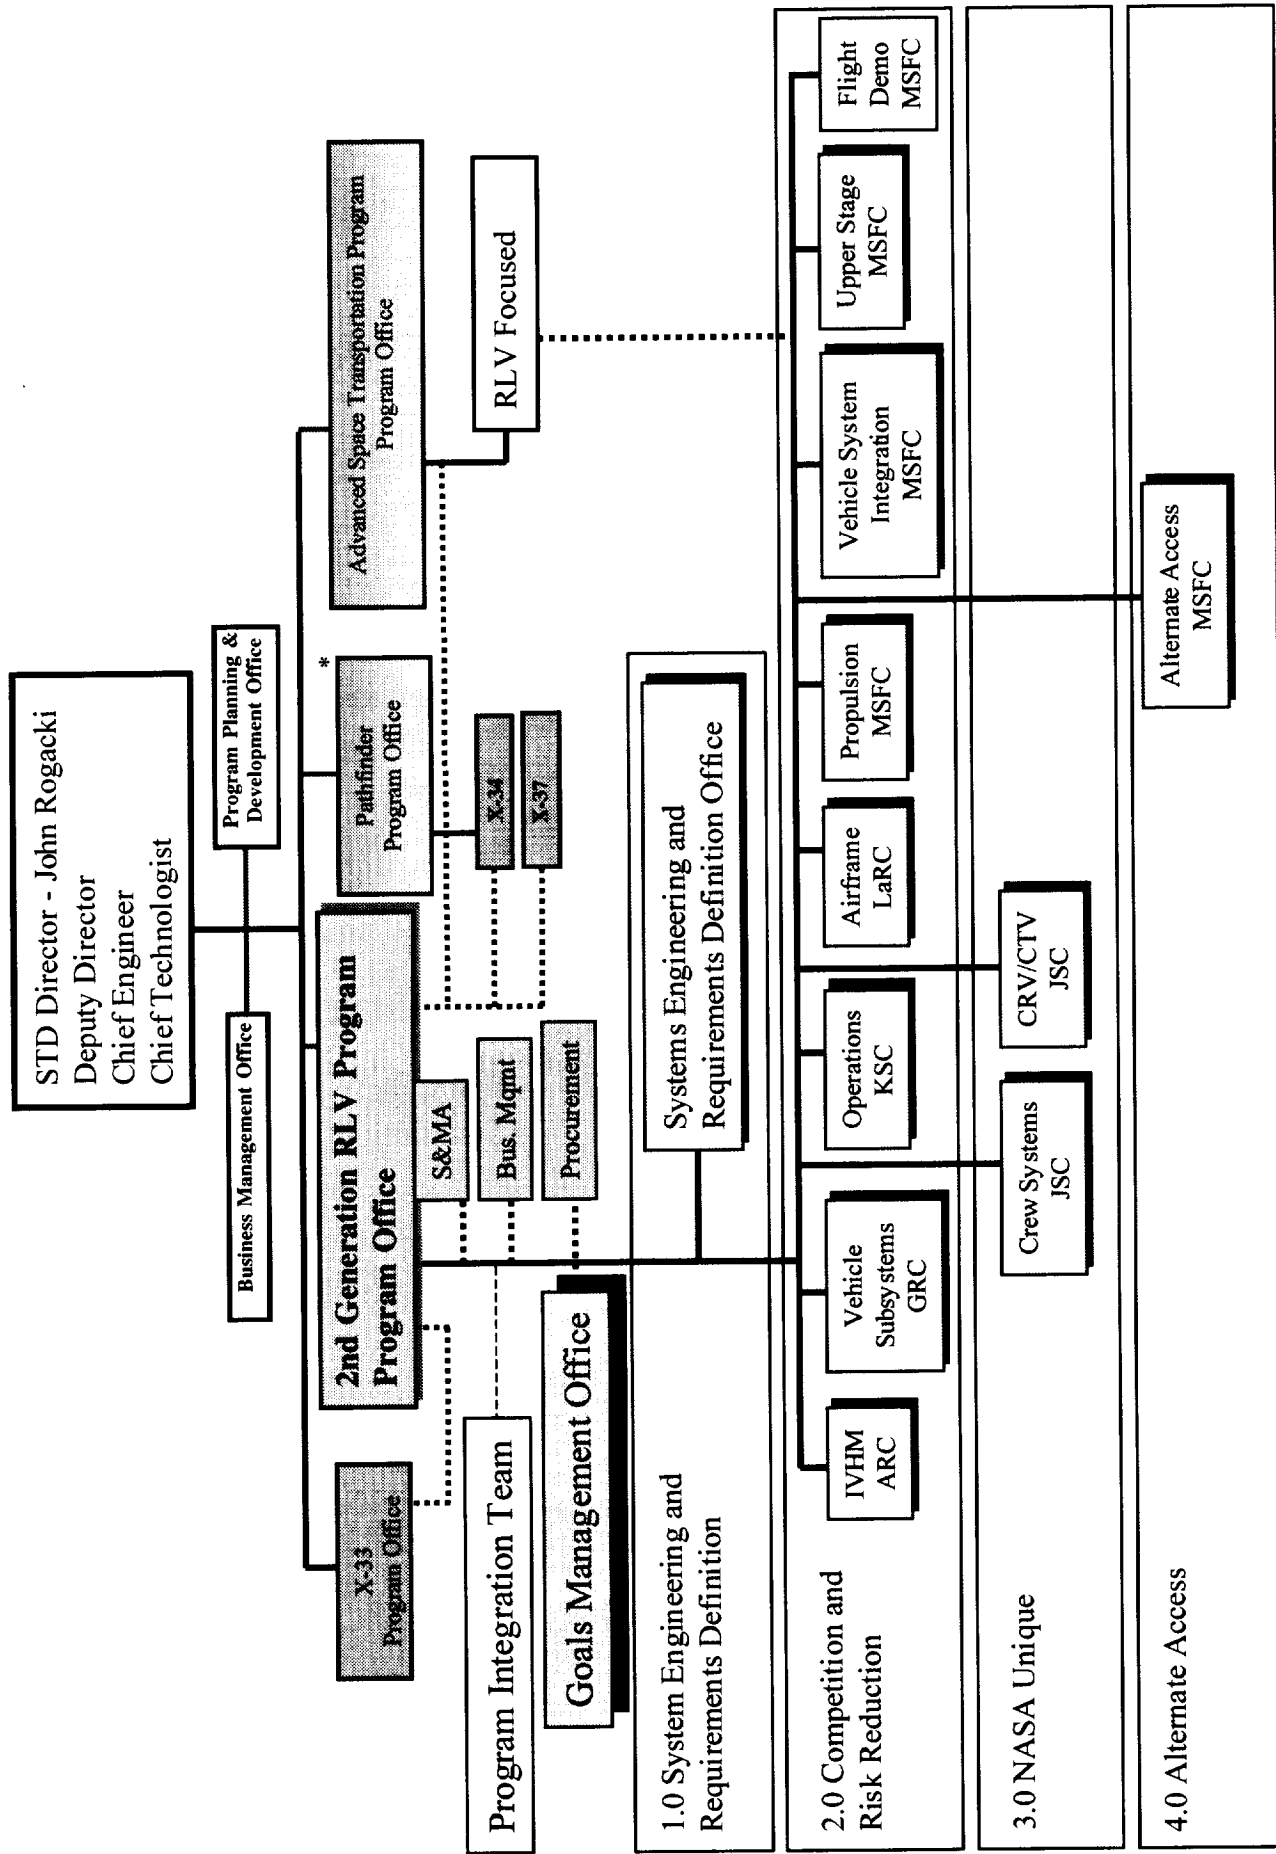 STD Director - John Rogacki
Deputy Director
Chief Engineer
Chief Technologist
Business Management Office
Program Planning &
Development Office
X-33
Program Office
2nd Generation RLV Program
Program Office
Pathfinder
Program Office
*
Advanced Space Transportation Program
Program Office
S&MA
Bus. Mqmt
Procurement
X-34
X-37
RLV Focused
Program Integration Team
Goals Management Office
1.0 System Engineering and
Requirements Definition
Systems Engineering and
Requirements Definition Office
2.0 Competition and
Risk Reduction
IVHM
ARC
Vehicle
Subsystems
GRC
Operations
KSC
Airframe
LaRC
Propulsion
MSFC
Vehicle System
Integration
MSFC
Upper Stage
MSFC
Flight
Demo
MSFC
3.0 NASA Unique
Crew Systems
JSC
CRV/CTV
JSC
4.0 Alternate Access
Alternate Access
MSFC